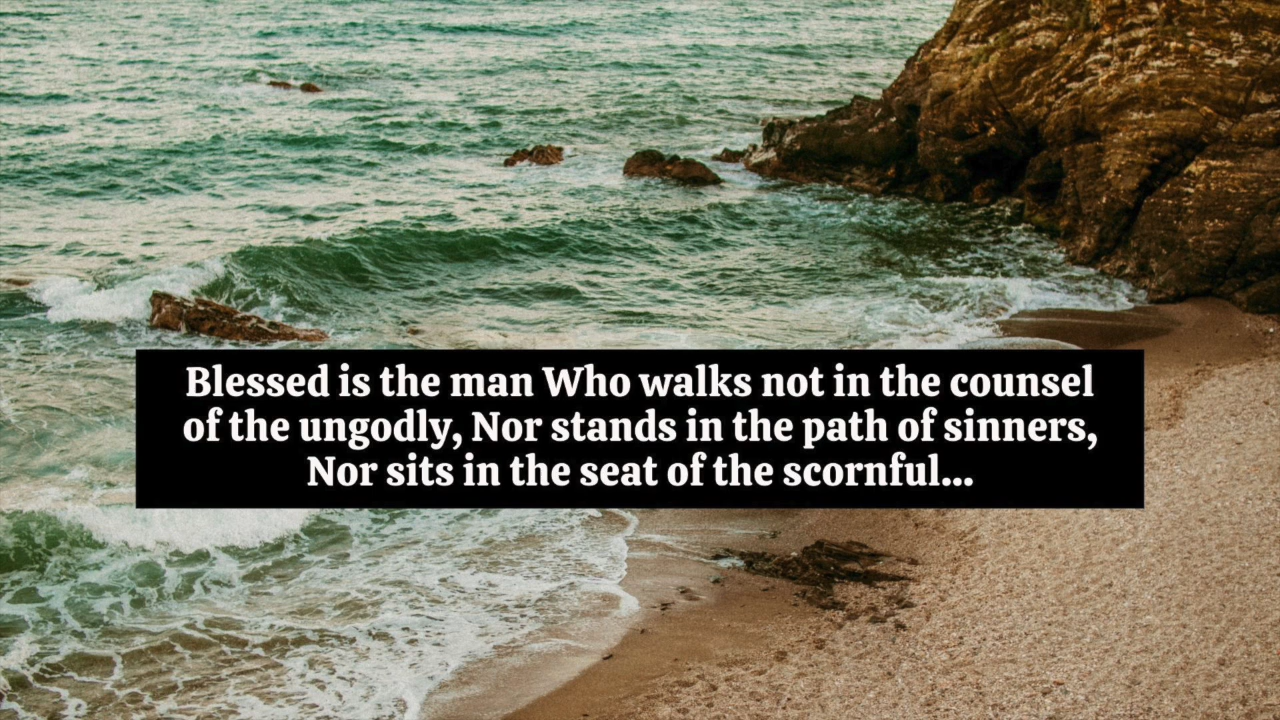 Blessed is the man Who walks not in the counsel
of the ungodly, Nor stands in the path of sinners,
Nor sits in the seat of the scornful...